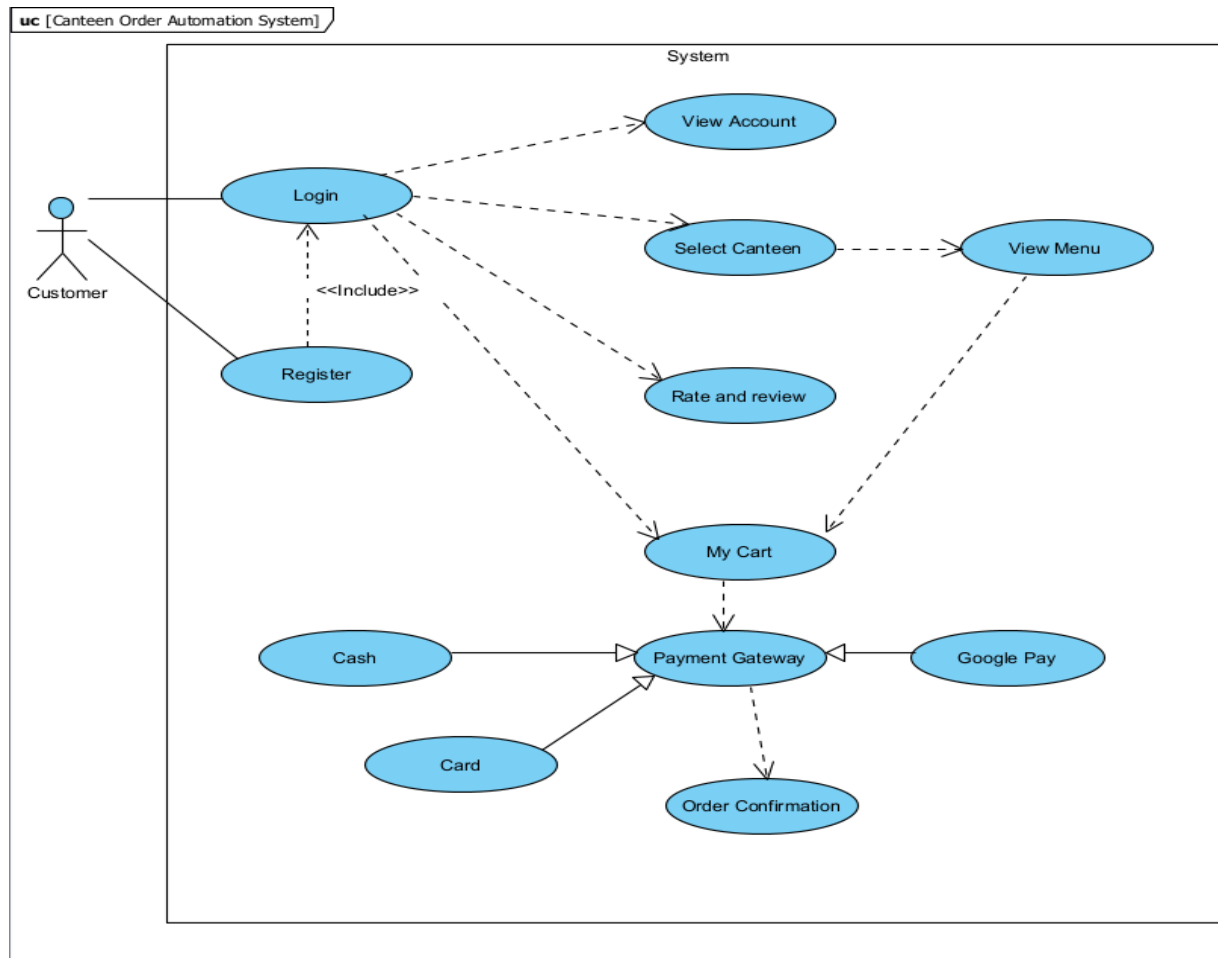 uc [Canteen Order Automation System]
System
View Account
Login
Select Canteen
View Menu
Customer
<<Include>>
Register
Rate and review
My Cart
Cash
Payment Gateway
Google Pay
Card
Order Confirmation